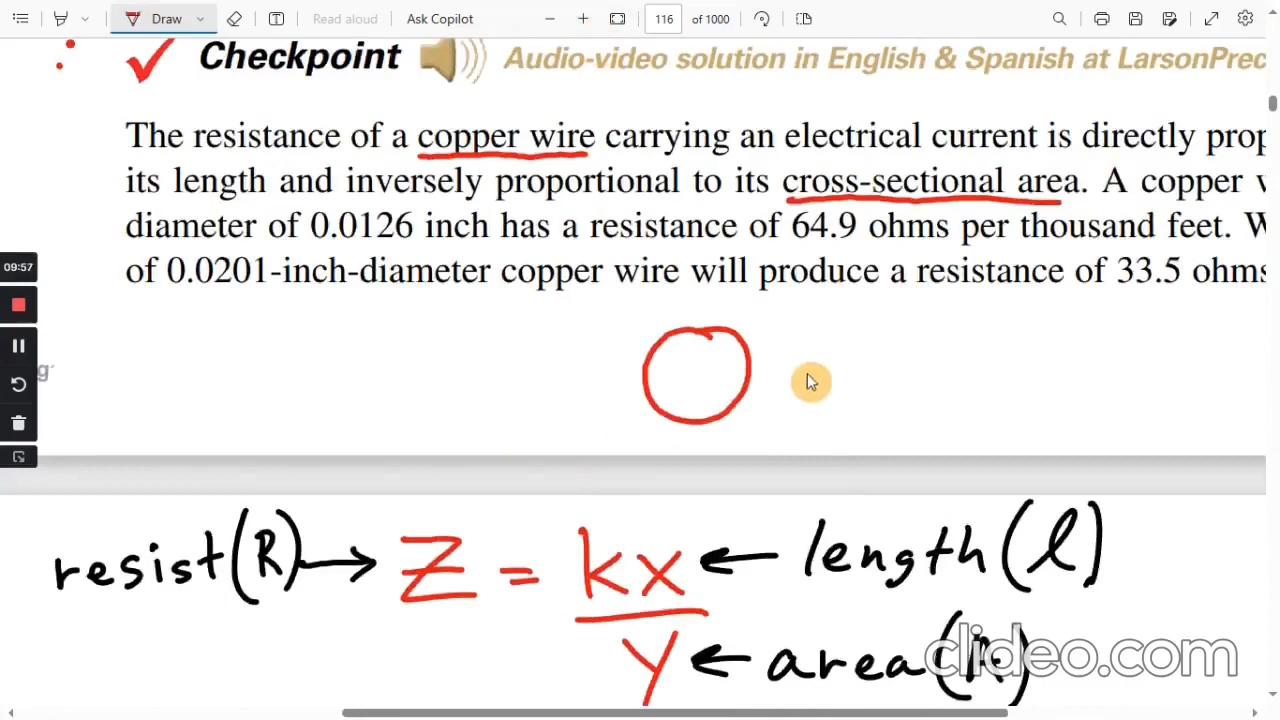 Draw
Read aloud
Ask Copilot
116 of 1000
Checkpoint
Audio-video solution in English & Spanish at LarsonPrec
The resistance of a copper wire carrying an electrical current is directly prop
its length and inversely proportional to its cross-sectional area. A copper w
diameter of 0.0126 inch has a resistance of 64.9 ohms per thousand feet. W
of 0.0201-inch-diameter copper wire will produce a resistance of 33.5 ohms
09:57
g
resist(R) → Z = kx ← length(l)
y ← area(A)
clideo.com